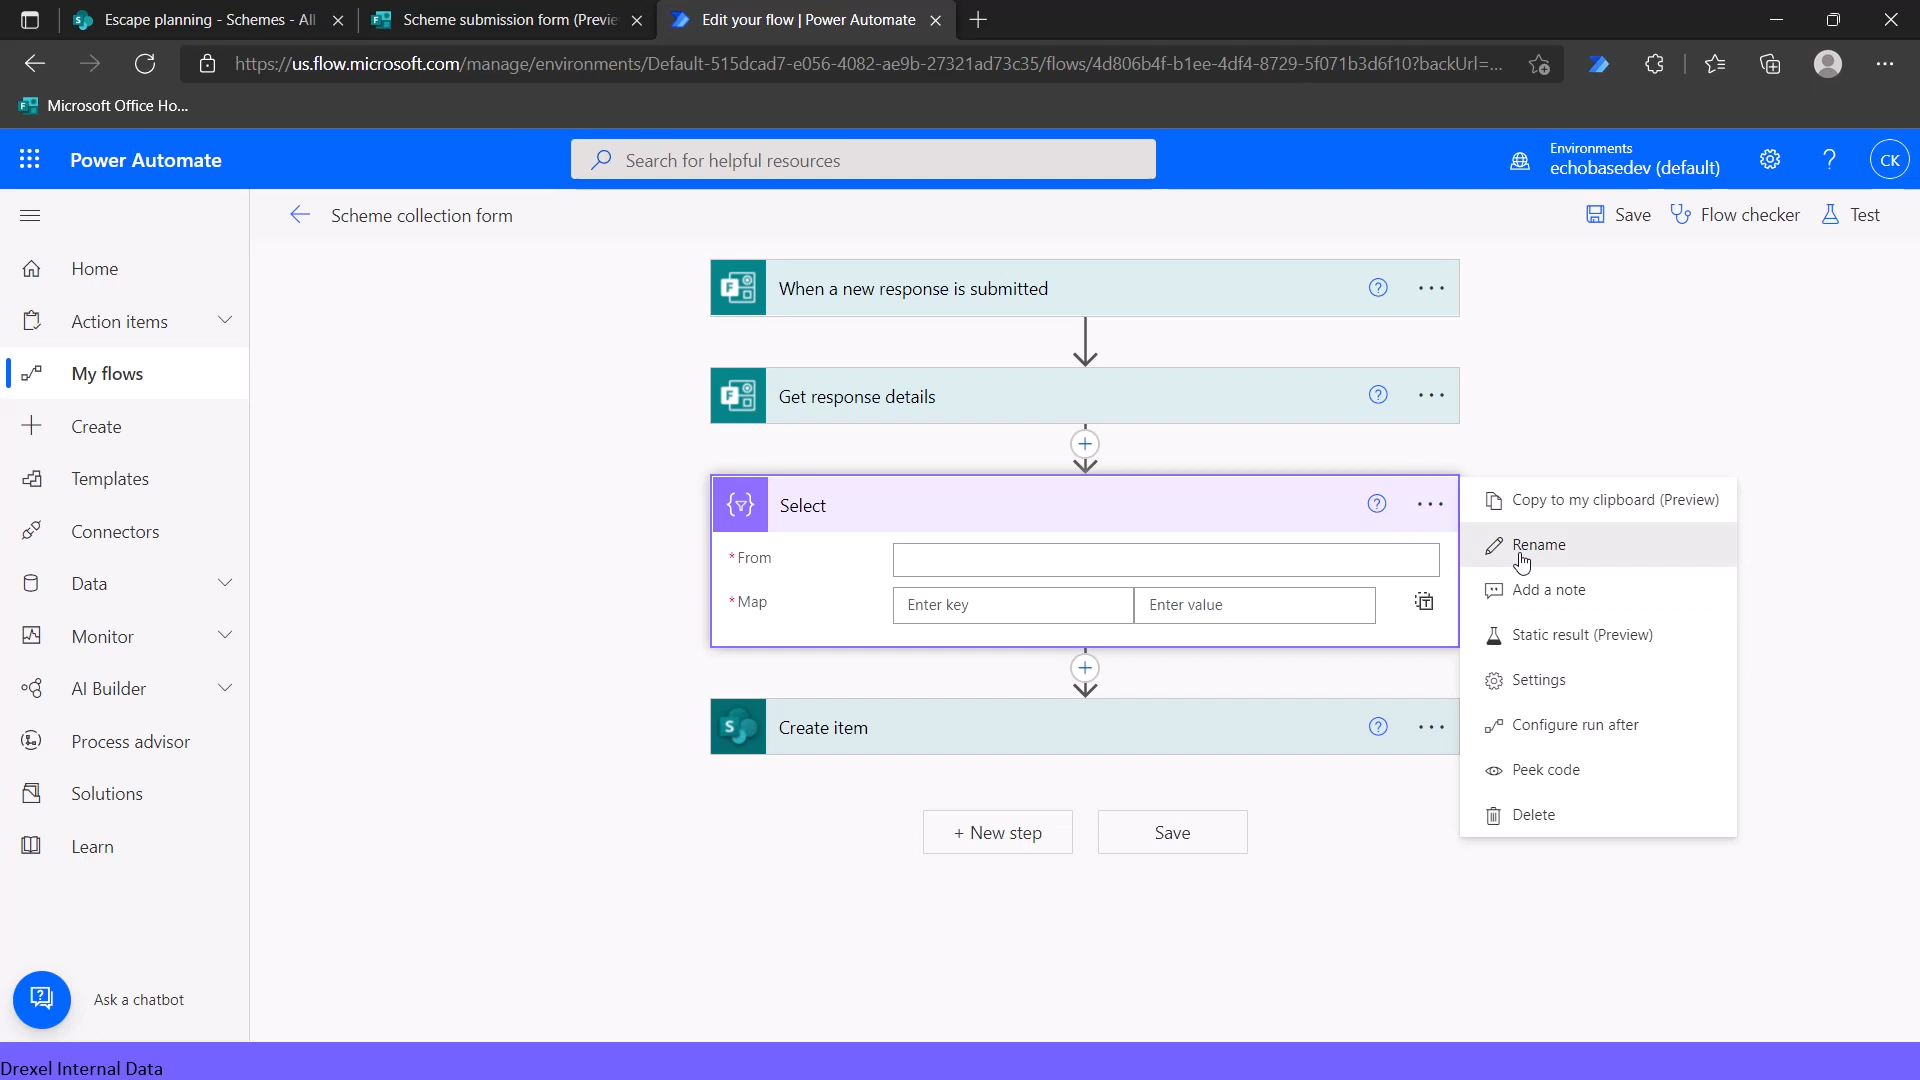 Escape planning - Schemes - All
Scheme submission form (Previe
Edit your flow | Power Automate
https://us.flow.microsoft.com/manage/environments/Default-515dcad7-e056-4082-ae9b-27321ad73c35/flows/4d806b4f-b1ee-4df4-8729-5f071b3d6f10?backUrl=...
Microsoft Office Ho...
Power Automate
Search for helpful resources
Environments
echobasedev (default)
CK
Scheme collection form
Save
Flow checker
Test
Home
Action items
My flows
Create
Templates
Connectors
Data
Monitor
AI Builder
Process advisor
Solutions
Learn
Ask a chatbot
When a new response is submitted
Get response details
Select
* From
* Map
Enter key
Enter value
Create item
+ New step
Save
Copy to my clipboard (Preview)
Rename
Add a note
Static result (Preview)
Settings
Configure run after
Peek code
Delete
Drexel Internal Data